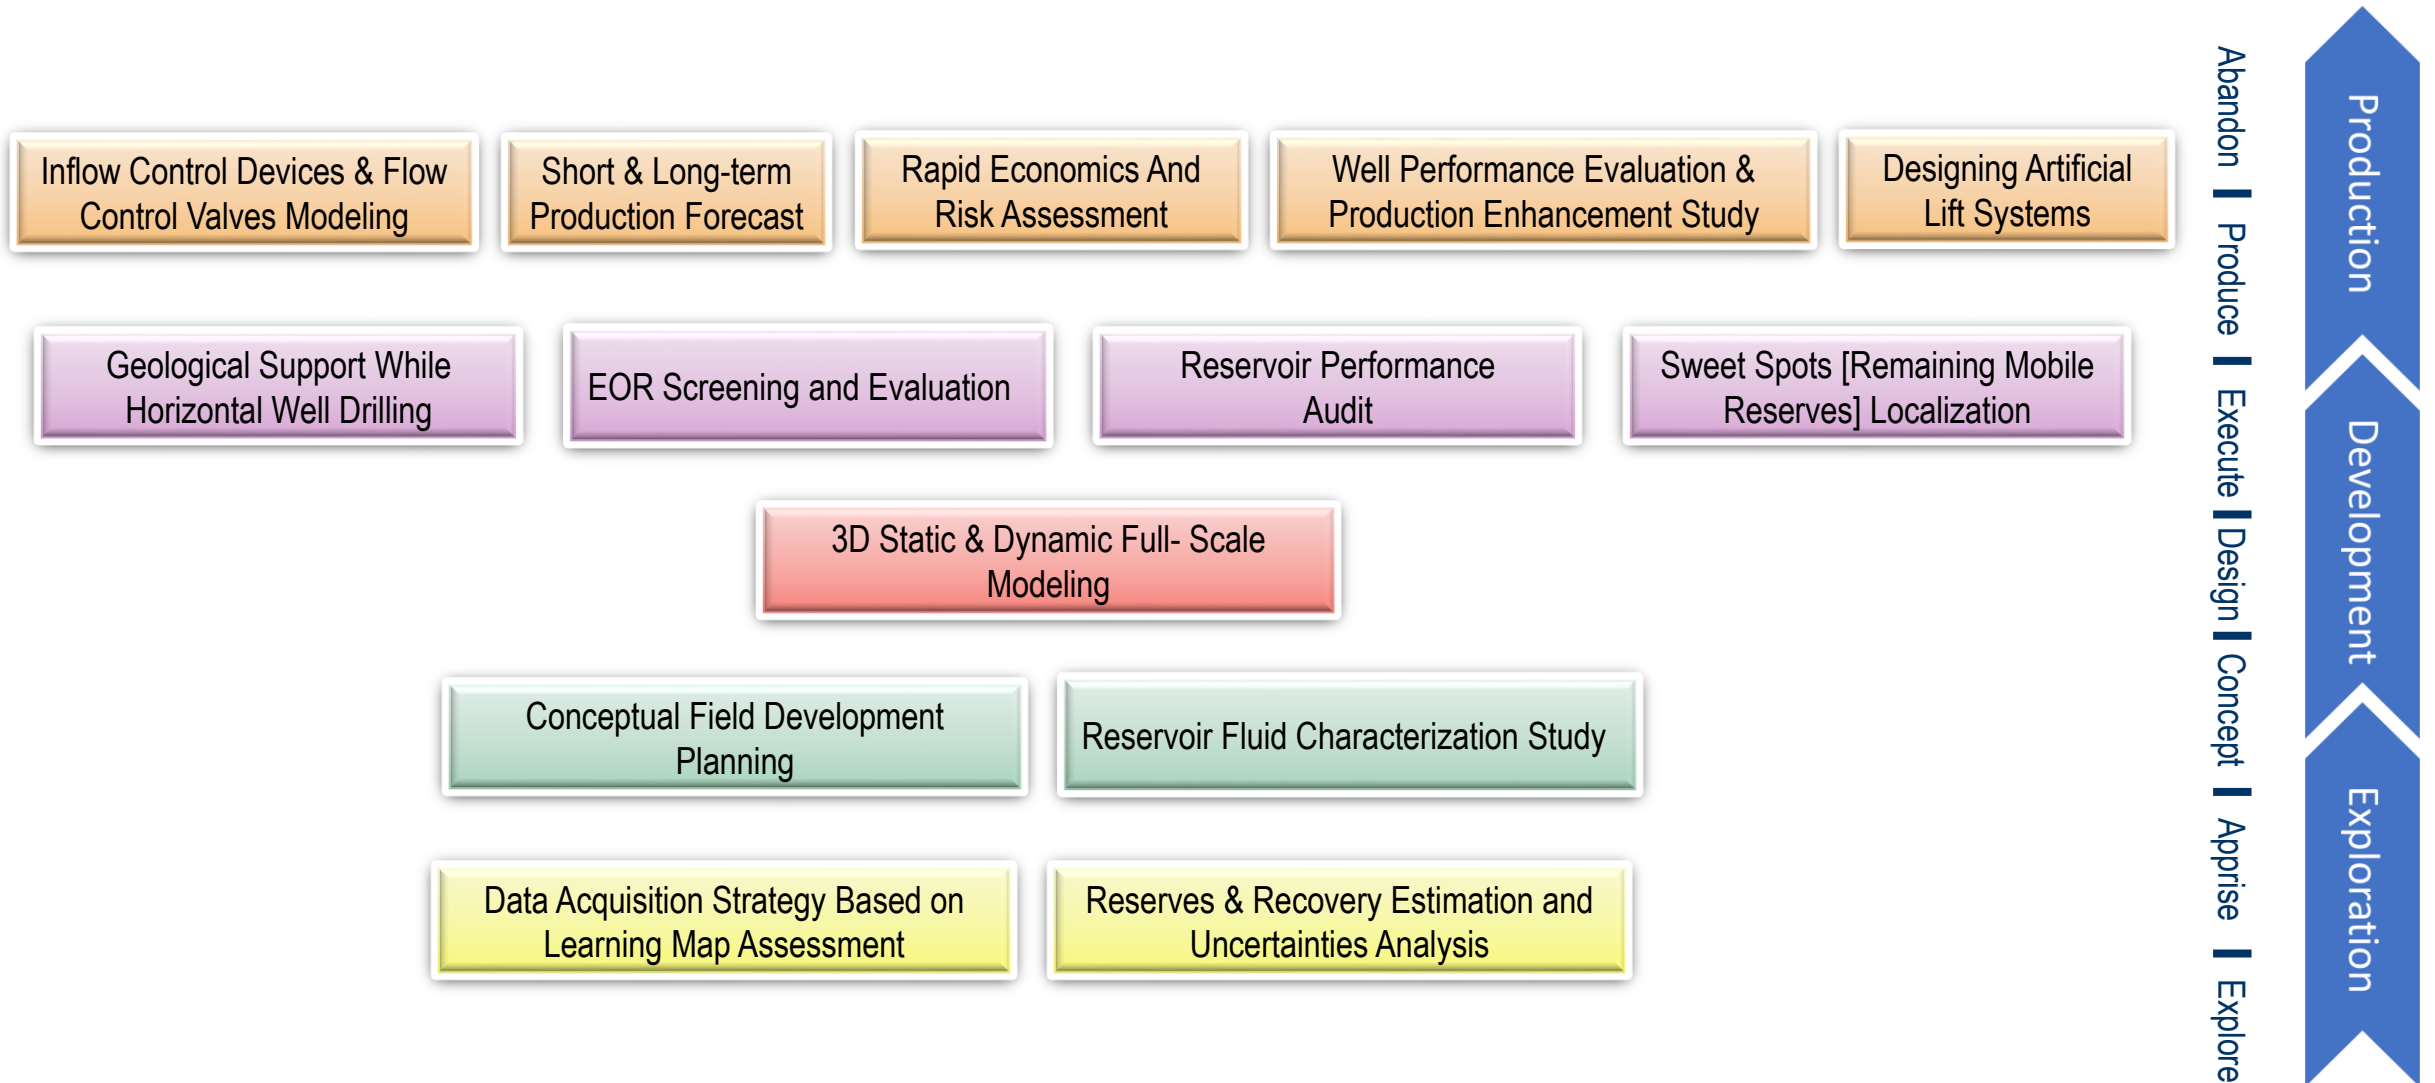 Inflow Control Devices & Flow
Control Valves Modeling
Short & Long-term
Production Forecast
Rapid Economics And
Risk Assessment
Well Performance Evaluation &
Production Enhancement Study
Designing Artificial
Lift Systems
Geological Support While
Horizontal Well Drilling
EOR Screening and Evaluation
Reservoir Performance
Audit
Sweet Spots [Remaining Mobile
Reserves] Localization
3D Static & Dynamic Full- Scale
Modeling
Conceptual Field Development
Planning
Reservoir Fluid Characterization Study
Data Acquisition Strategy Based on
Learning Map Assessment
Reserves & Recovery Estimation and
Uncertainties Analysis
Abandon | Produce | Execute | Design | Concept | Apprise | Explore
Production
Development
Exploration